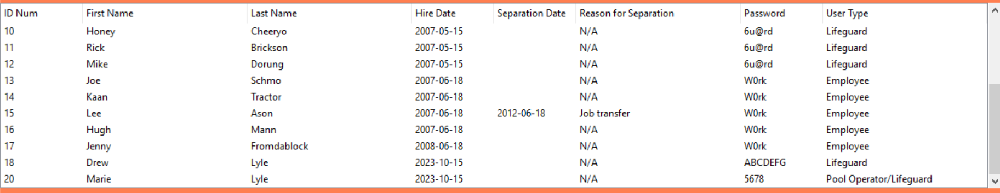 ID Num First Name Last Name Hire Date Separation Date Reason for Separation Password User Type
10 Honey Cheeryo 2007-05-15 N/A 6u@rd Lifeguard
11 Rick Brickson 2007-05-15 N/A 6u@rd Lifeguard
12 Mike Dorung 2007-05-15 N/A 6u@rd Lifeguard
13 Joe Schmo 2007-06-18 N/A W0rk Employee
14 Kaan Tractor 2007-06-18 N/A W0rk Employee
15 Lee Ason 2007-06-18 2012-06-18 Job transfer W0rk Employee
16 Hugh Mann 2007-06-18 N/A W0rk Employee
17 Jenny Fromdablock 2008-06-18 N/A W0rk Employee
18 Drew Lyle 2023-10-15 N/A ABCDEFG Lifeguard
20 Marie Lyle 2023-10-15 N/A 5678 Pool Operator/Lifeguard